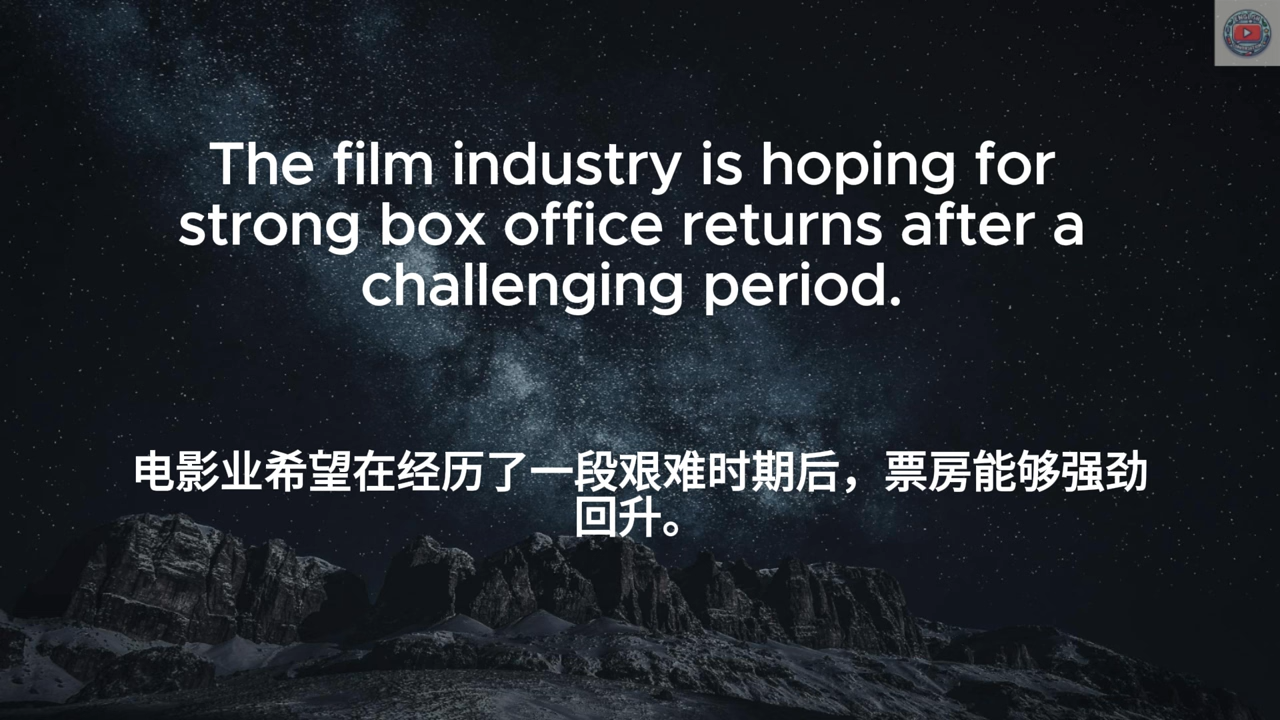 The film industry is hoping for
strong box office returns after a
challenging period.
电影业希望在经历了一段艰难时期后，票房能够强劲
回升。